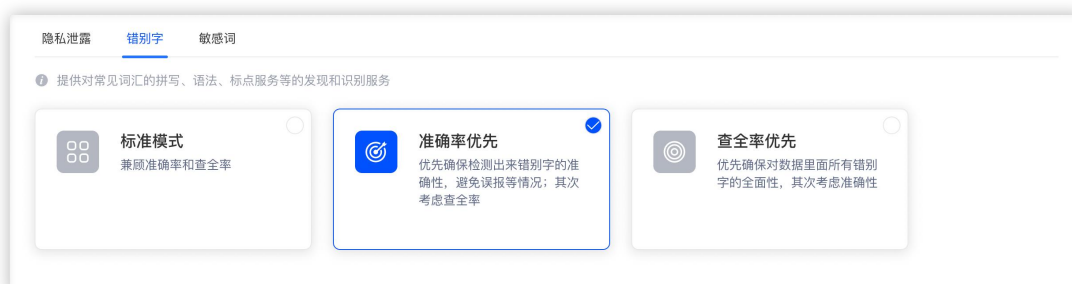 隐私泄露 错别字 敏感词
提供对常见词汇的拼写、语法、标点服务等的发现和识别服务
标准模式
兼顾准确率和查全率
准确率优先
优先确保检测出来错别字的准
确性，避免误报等情况；其次
考虑查全率
查全率优先
优先确保对数据里面所有错别
字的全面性，其次考虑准确性